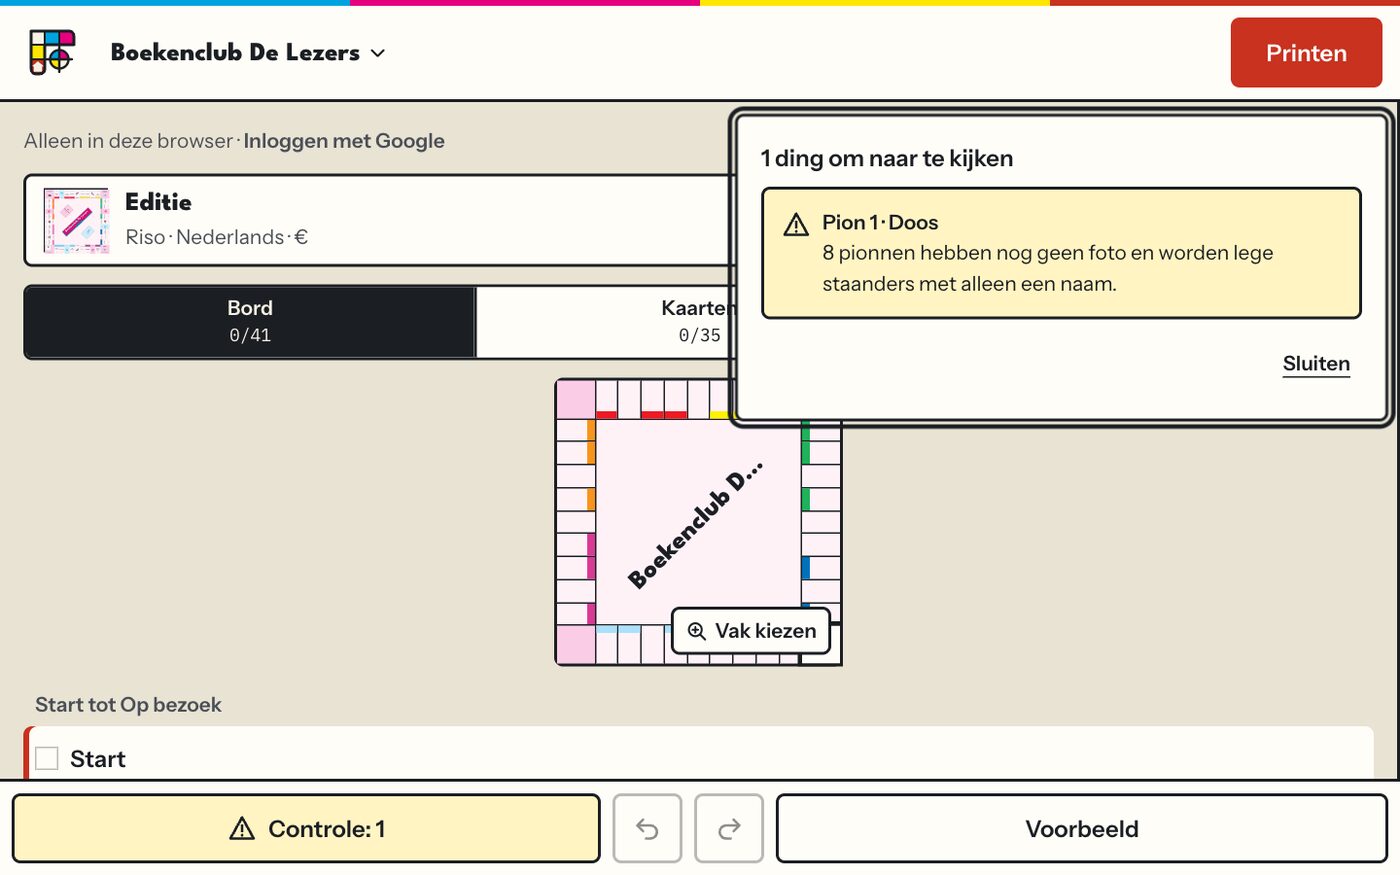 Boekenclub De Lezers
Printen
Alleen in deze browser · Inloggen met Google
Editie
Riso · Nederlands · €
Bord
0/41
Kaarten
0/35
1 ding om naar te kijken
Pion 1 · Doos
8 pionnen hebben nog geen foto en worden lege
staanders met alleen een naam.
Sluiten
Boekenclub D...
Vak kiezen
Start tot Op bezoek
Start
Controle: 1
Voorbeeld